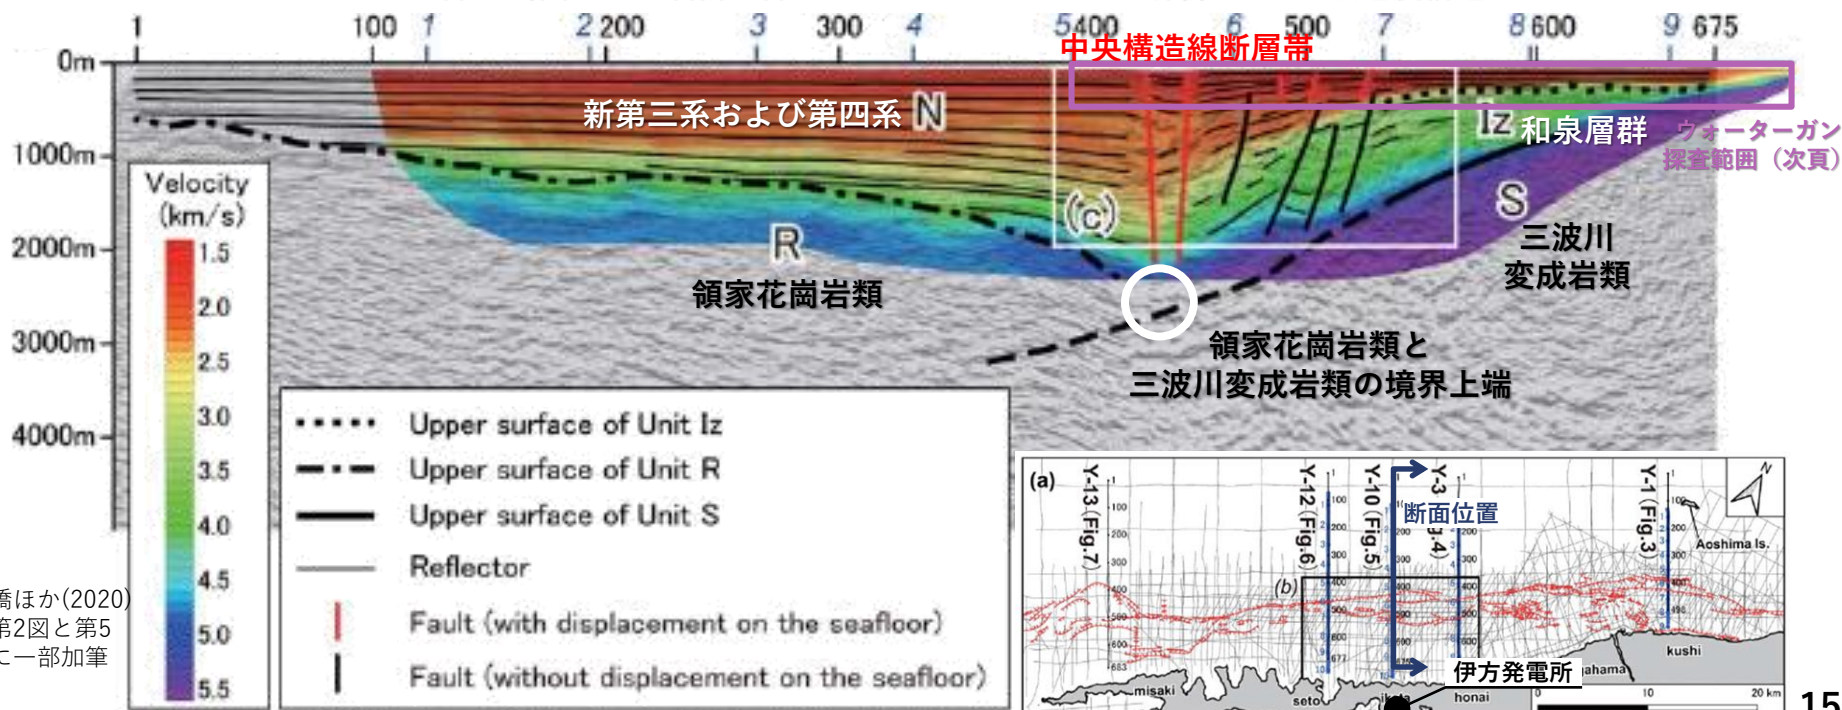 1 100 1 2 200 3 300 4 5 400 6 500 7 8 600 9 675
中央構造線断層帯
0m
新第三系および第四系 N
Iz 和泉層群
ウォーターガン
探査範囲（次頁）
1000m
(c)
S
三波川
変成岩類
2000m
R
領家花崗岩類
領家花崗岩類と
三波川変成岩類の境界上端
3000m
4000m
Velocity
(km/s)
1.5
2.0
2.5
3.0
3.5
4.0
4.5
5.0
5.5
Upper surface of Unit Iz
Upper surface of Unit R
Upper surface of Unit S
Reflector
Fault (with displacement on the seafloor)
Fault (without displacement on the seafloor)
橋ほか(2020)
第2図と第5
に一部加筆
(a)
Y-13 (Fig.7)
Y-12 (Fig.6)
Y-10 (Fig.5)
Y-3
g.4)
Y-1 (Fig.3)
N
断面位置
Aoshima Is.
(b)
kushi
伊方発電所
gahama
misaki
seto
ikata
honai
0 10 20 km
15